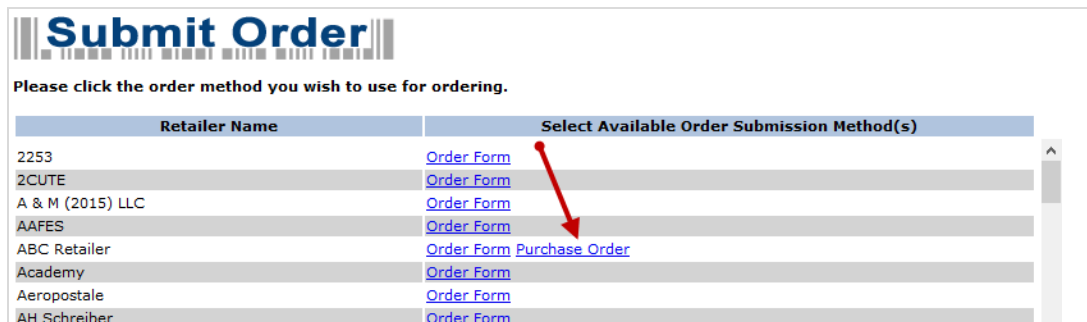 Submit Order
Please click the order method you wish to use for ordering.
Retailer Name Select Available Order Submission Method(s)
2253 Order Form
2CUTE Order Form
A & M (2015) LLC Order Form
AAFES Order Form
ABC Retailer Order Form Purchase Order
Academy Order Form
Aeropostale Order Form
AH Schreiber Order Form